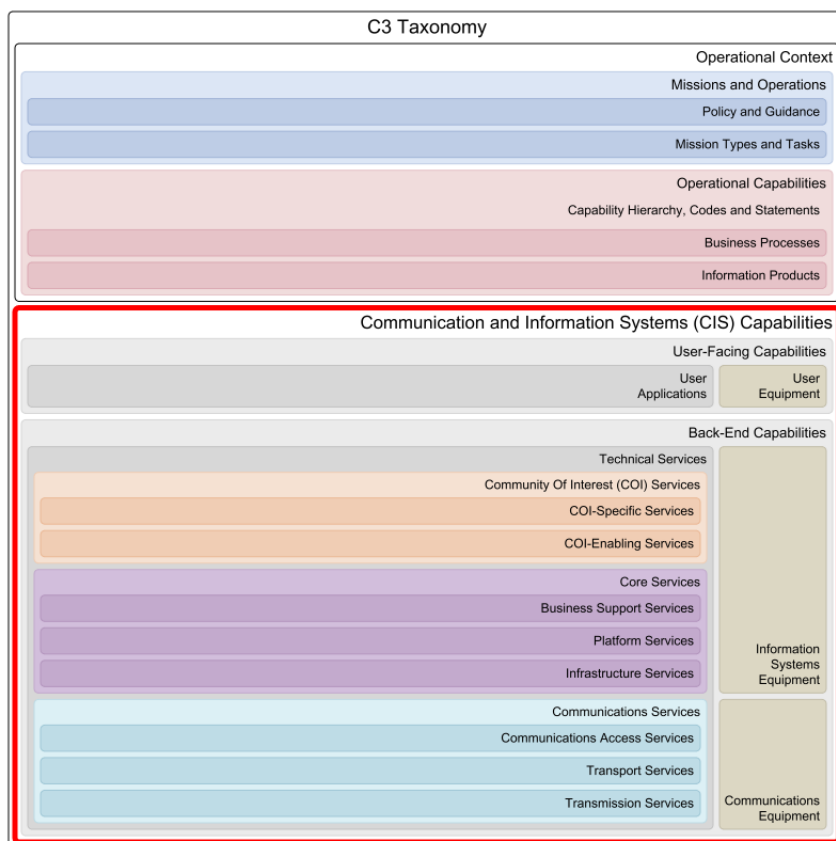 C3 Taxonomy
Operational Context
Missions and Operations
Policy and Guidance
Mission Types and Tasks
Operational Capabilities
Capability Hierarchy, Codes and Statements
Business Processes
Information Products
Communication and Information Systems (CIS) Capabilities
User-Facing Capabilities
User
Applications
User
Equipment
Back-End Capabilities
Technical Services
Community Of Interest (COI) Services
COI-Specific Services
COI-Enabling Services
Core Services
Business Support Services
Platform Services
Infrastructure Services
Information
Systems
Equipment
Communications Services
Communications Access Services
Transport Services
Transmission Services
Communications
Equipment